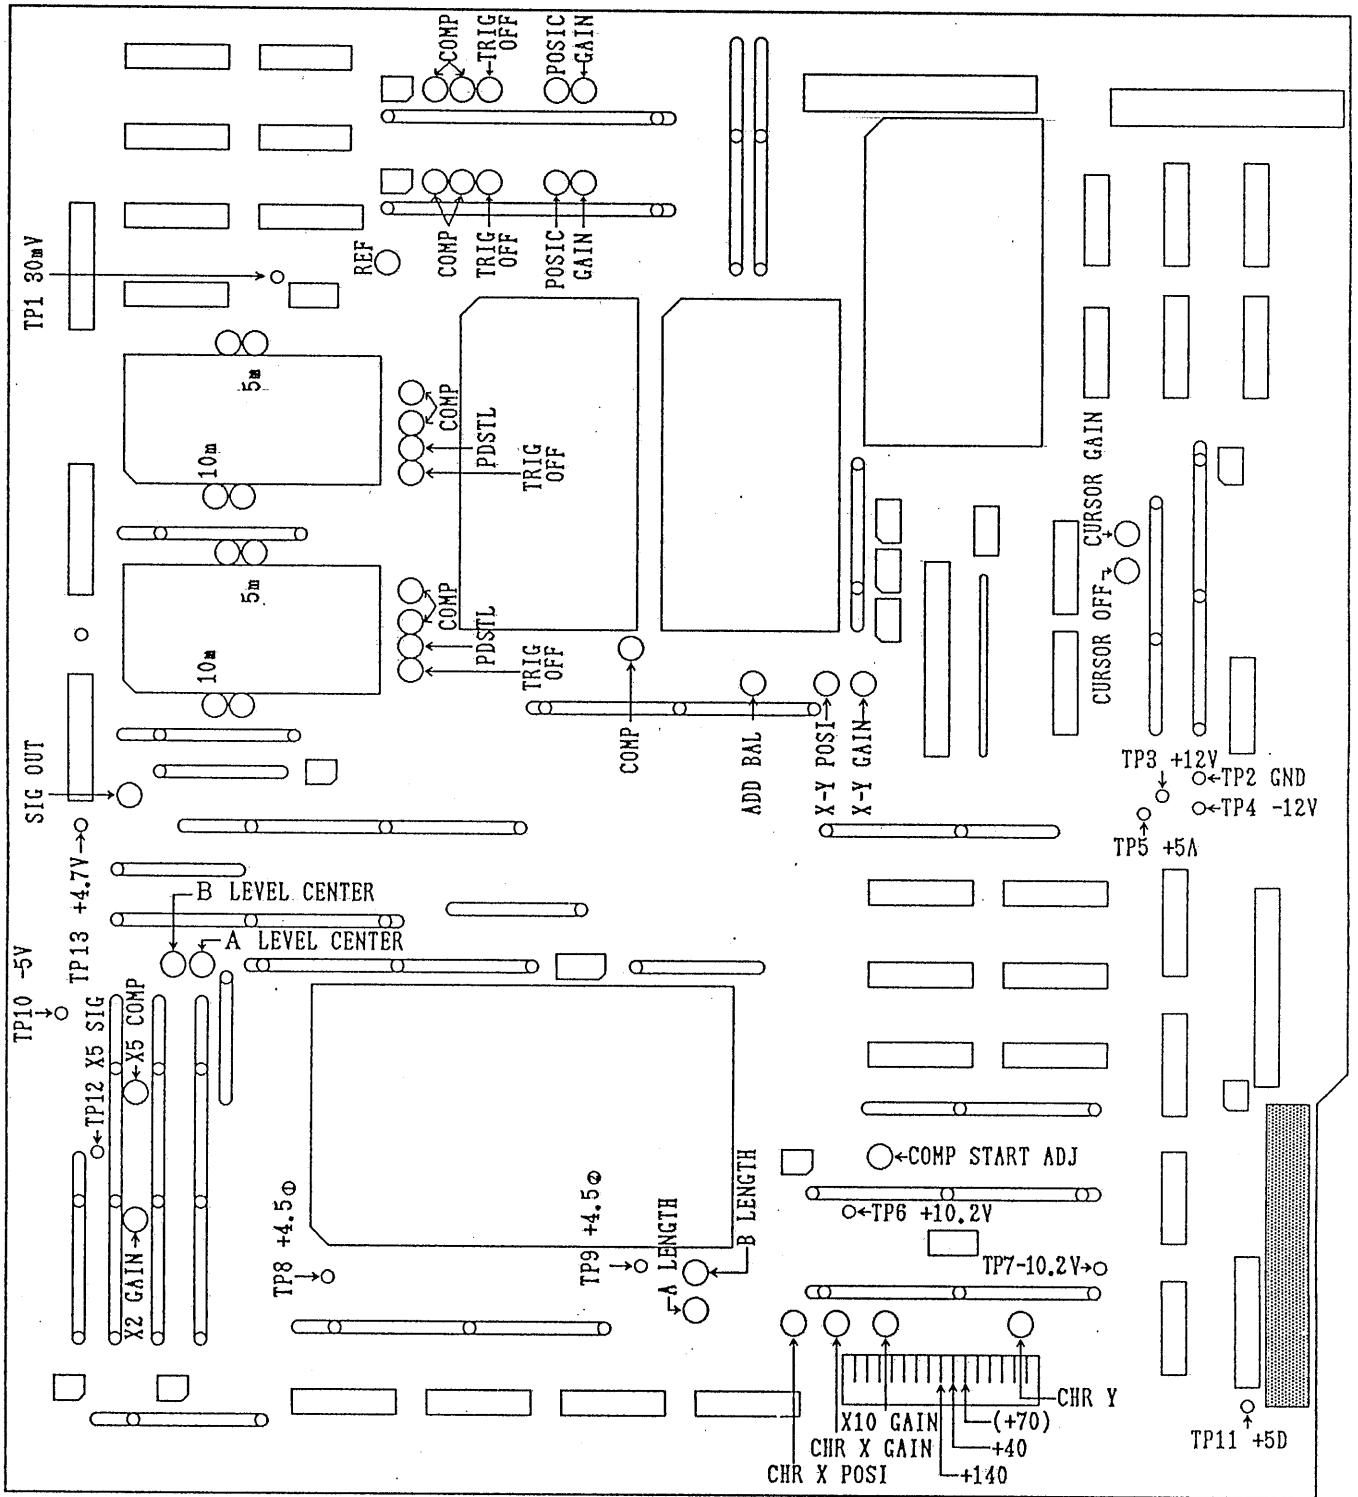 COMP
TRIG
OFF
POSIC
GAIN
COMP
TRIG
OFF
POSIC
GAIN
REF
TP1 30mV
5m
10m
COMP
PDSTL
TRIG
OFF
5m
10m
COMP
PDSTL
TRIG
OFF
CURSOR GAIN
CURSOR OFF
COMP
ADD BAL
X-Y POSI
X-Y GAIN
SIG OUT
TP3 +12V
TP2 GND
TP4 -12V
TP5 +5A
TP13 +4.7V
B LEVEL CENTER
A LEVEL CENTER
TP10 -5V
TP12 X5 SIG
X5 COMP
X2 GAIN
TP8 +4.5①
TP9 +4.5②
A LENGTH
B LENGTH
COMP START ADJ
TP6 +10.2V
TP7-10.2V
CHR Y
X10 GAIN
(+70)
CHR X GAIN
+40
CHR X POSI
+140
TP11 +5D